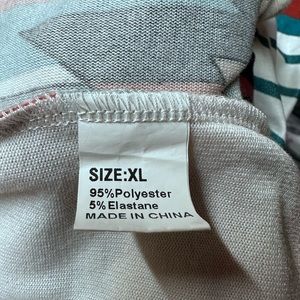 SIZE:XL
95%Polyester
5%Elastane
MADE IN CHINA